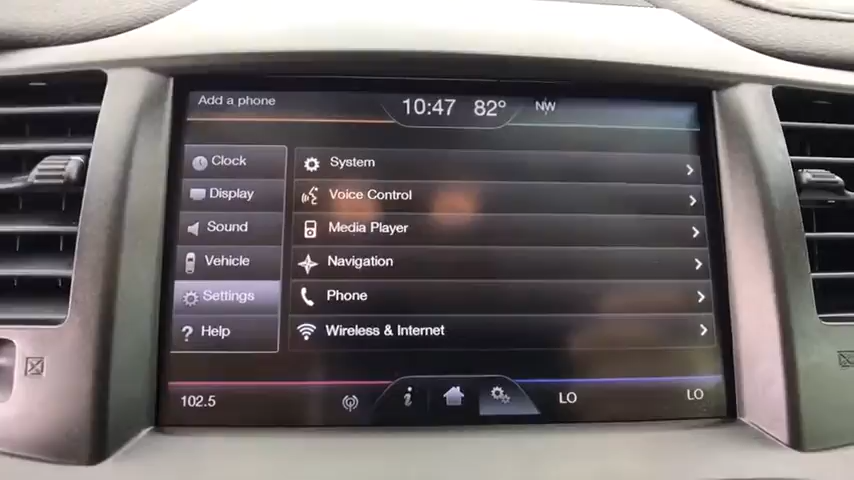 Add a phone
10:47 82° NW
Clock
Display
Sound
Vehicle
Settings
? Help
System
Voice Control
Media Player
Navigation
Phone
Wireless & Internet
102.5
i
LO
LO